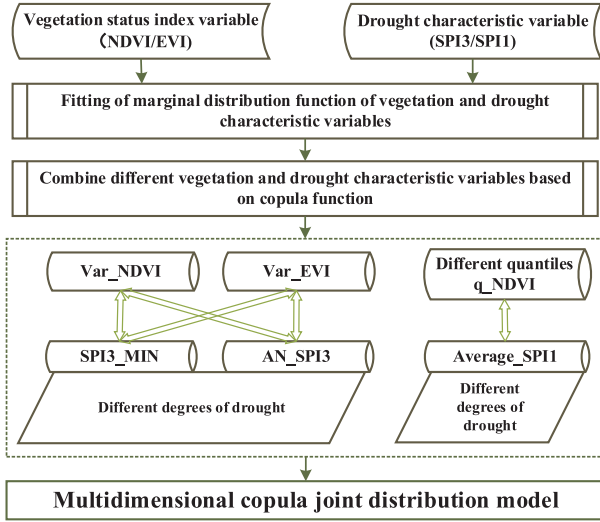 Vegetation status index variable
（NDVI/EVI)
Drought characteristic variable
(SPI3/SPI1)
Fitting of marginal distribution function of vegetation and drought
characteristic variables
Combine different vegetation and drought characteristic variables based
on copula function
Var_NDVI
Var_EVI
Different quantiles
q_NDVI
SPI3_MIN
AN_SPI3
Average_SPI1
Different degrees of drought
Different
degrees of
drought
Multidimensional copula joint distribution model